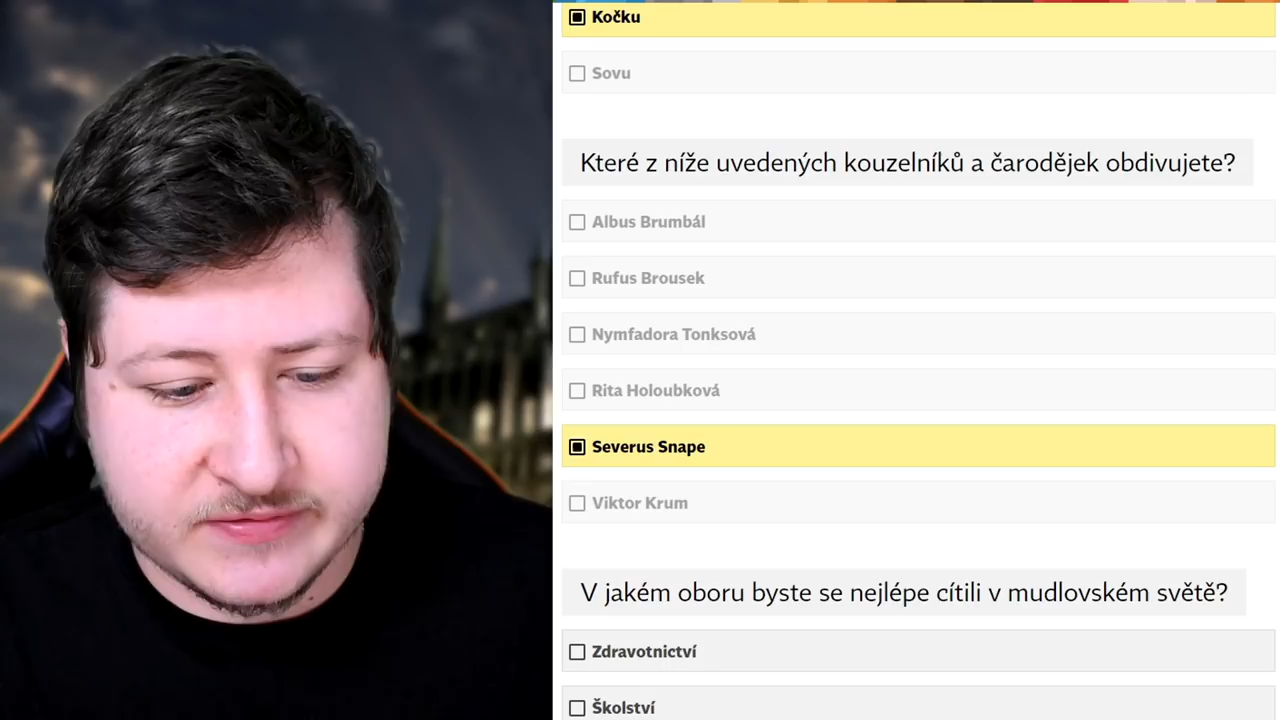 Kočku
Sovu
Které z níže uvedených kouzelníků a čarodějek obdivujete?
Albus Brumbál
Rufus Brousek
Nymfadora Tonksová
Rita Holoubková
Severus Snape
Viktor Krum
V jakém oboru byste se nejlépe cítili v mudlovském světě?
Zdravotnictví
Školství